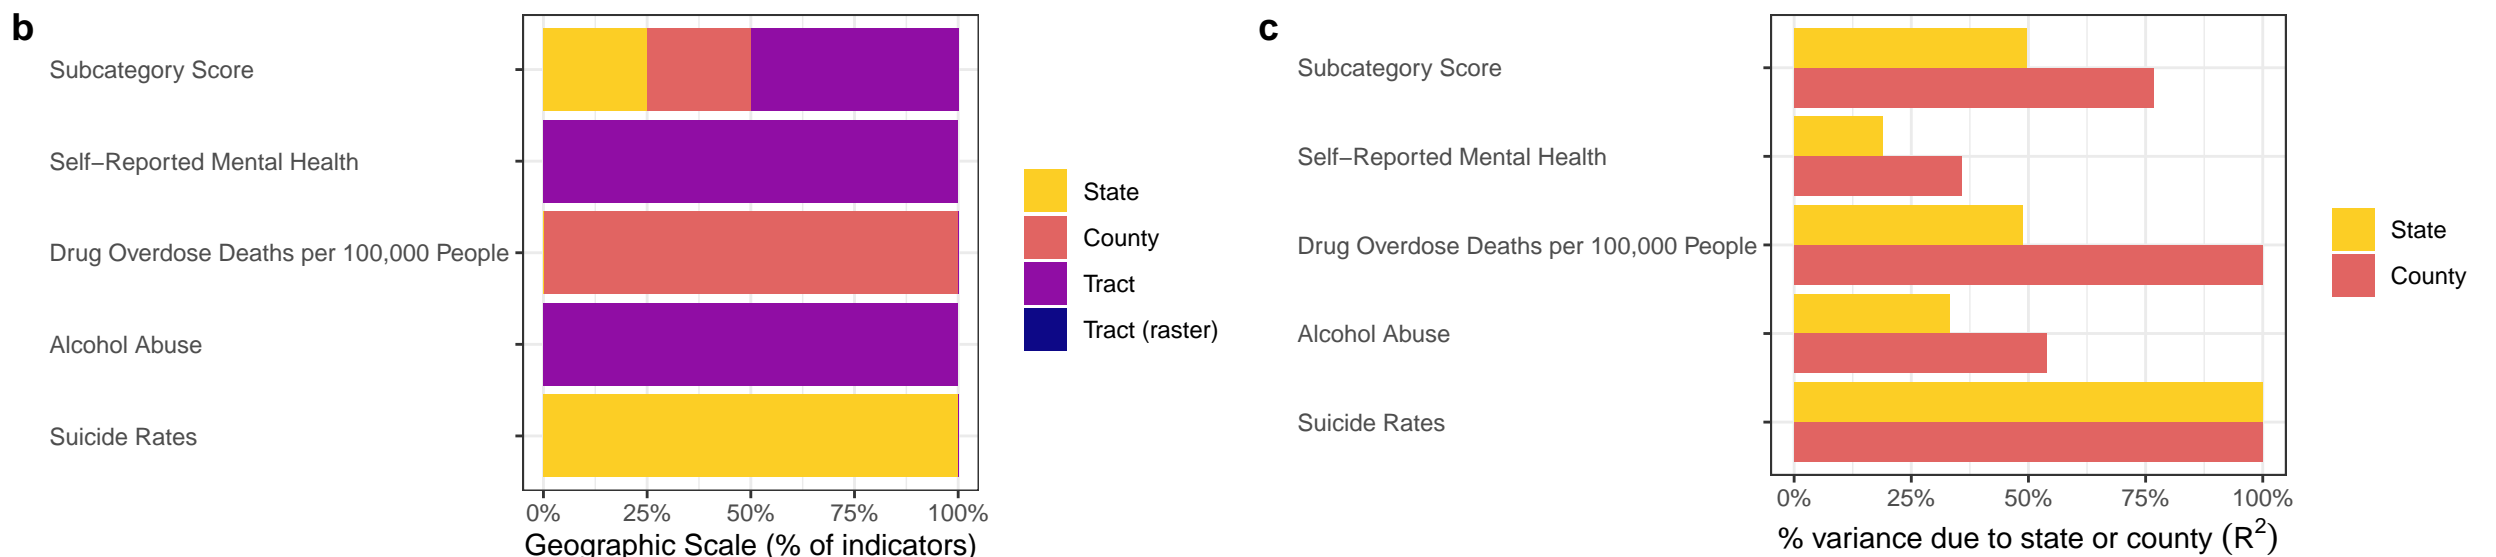 b
Subcategory Score
Self–Reported Mental Health
Drug Overdose Deaths per 100,000 People
Alcohol Abuse
Suicide Rates
0% 25% 50% 75% 100%
Geographic Scale (% of indicators)
State
County
Tract
Tract (raster)
c
Subcategory Score
Self–Reported Mental Health
Drug Overdose Deaths per 100,000 People
Alcohol Abuse
Suicide Rates
0% 25% 50% 75% 100%
% variance due to state or county (R²)
State
County